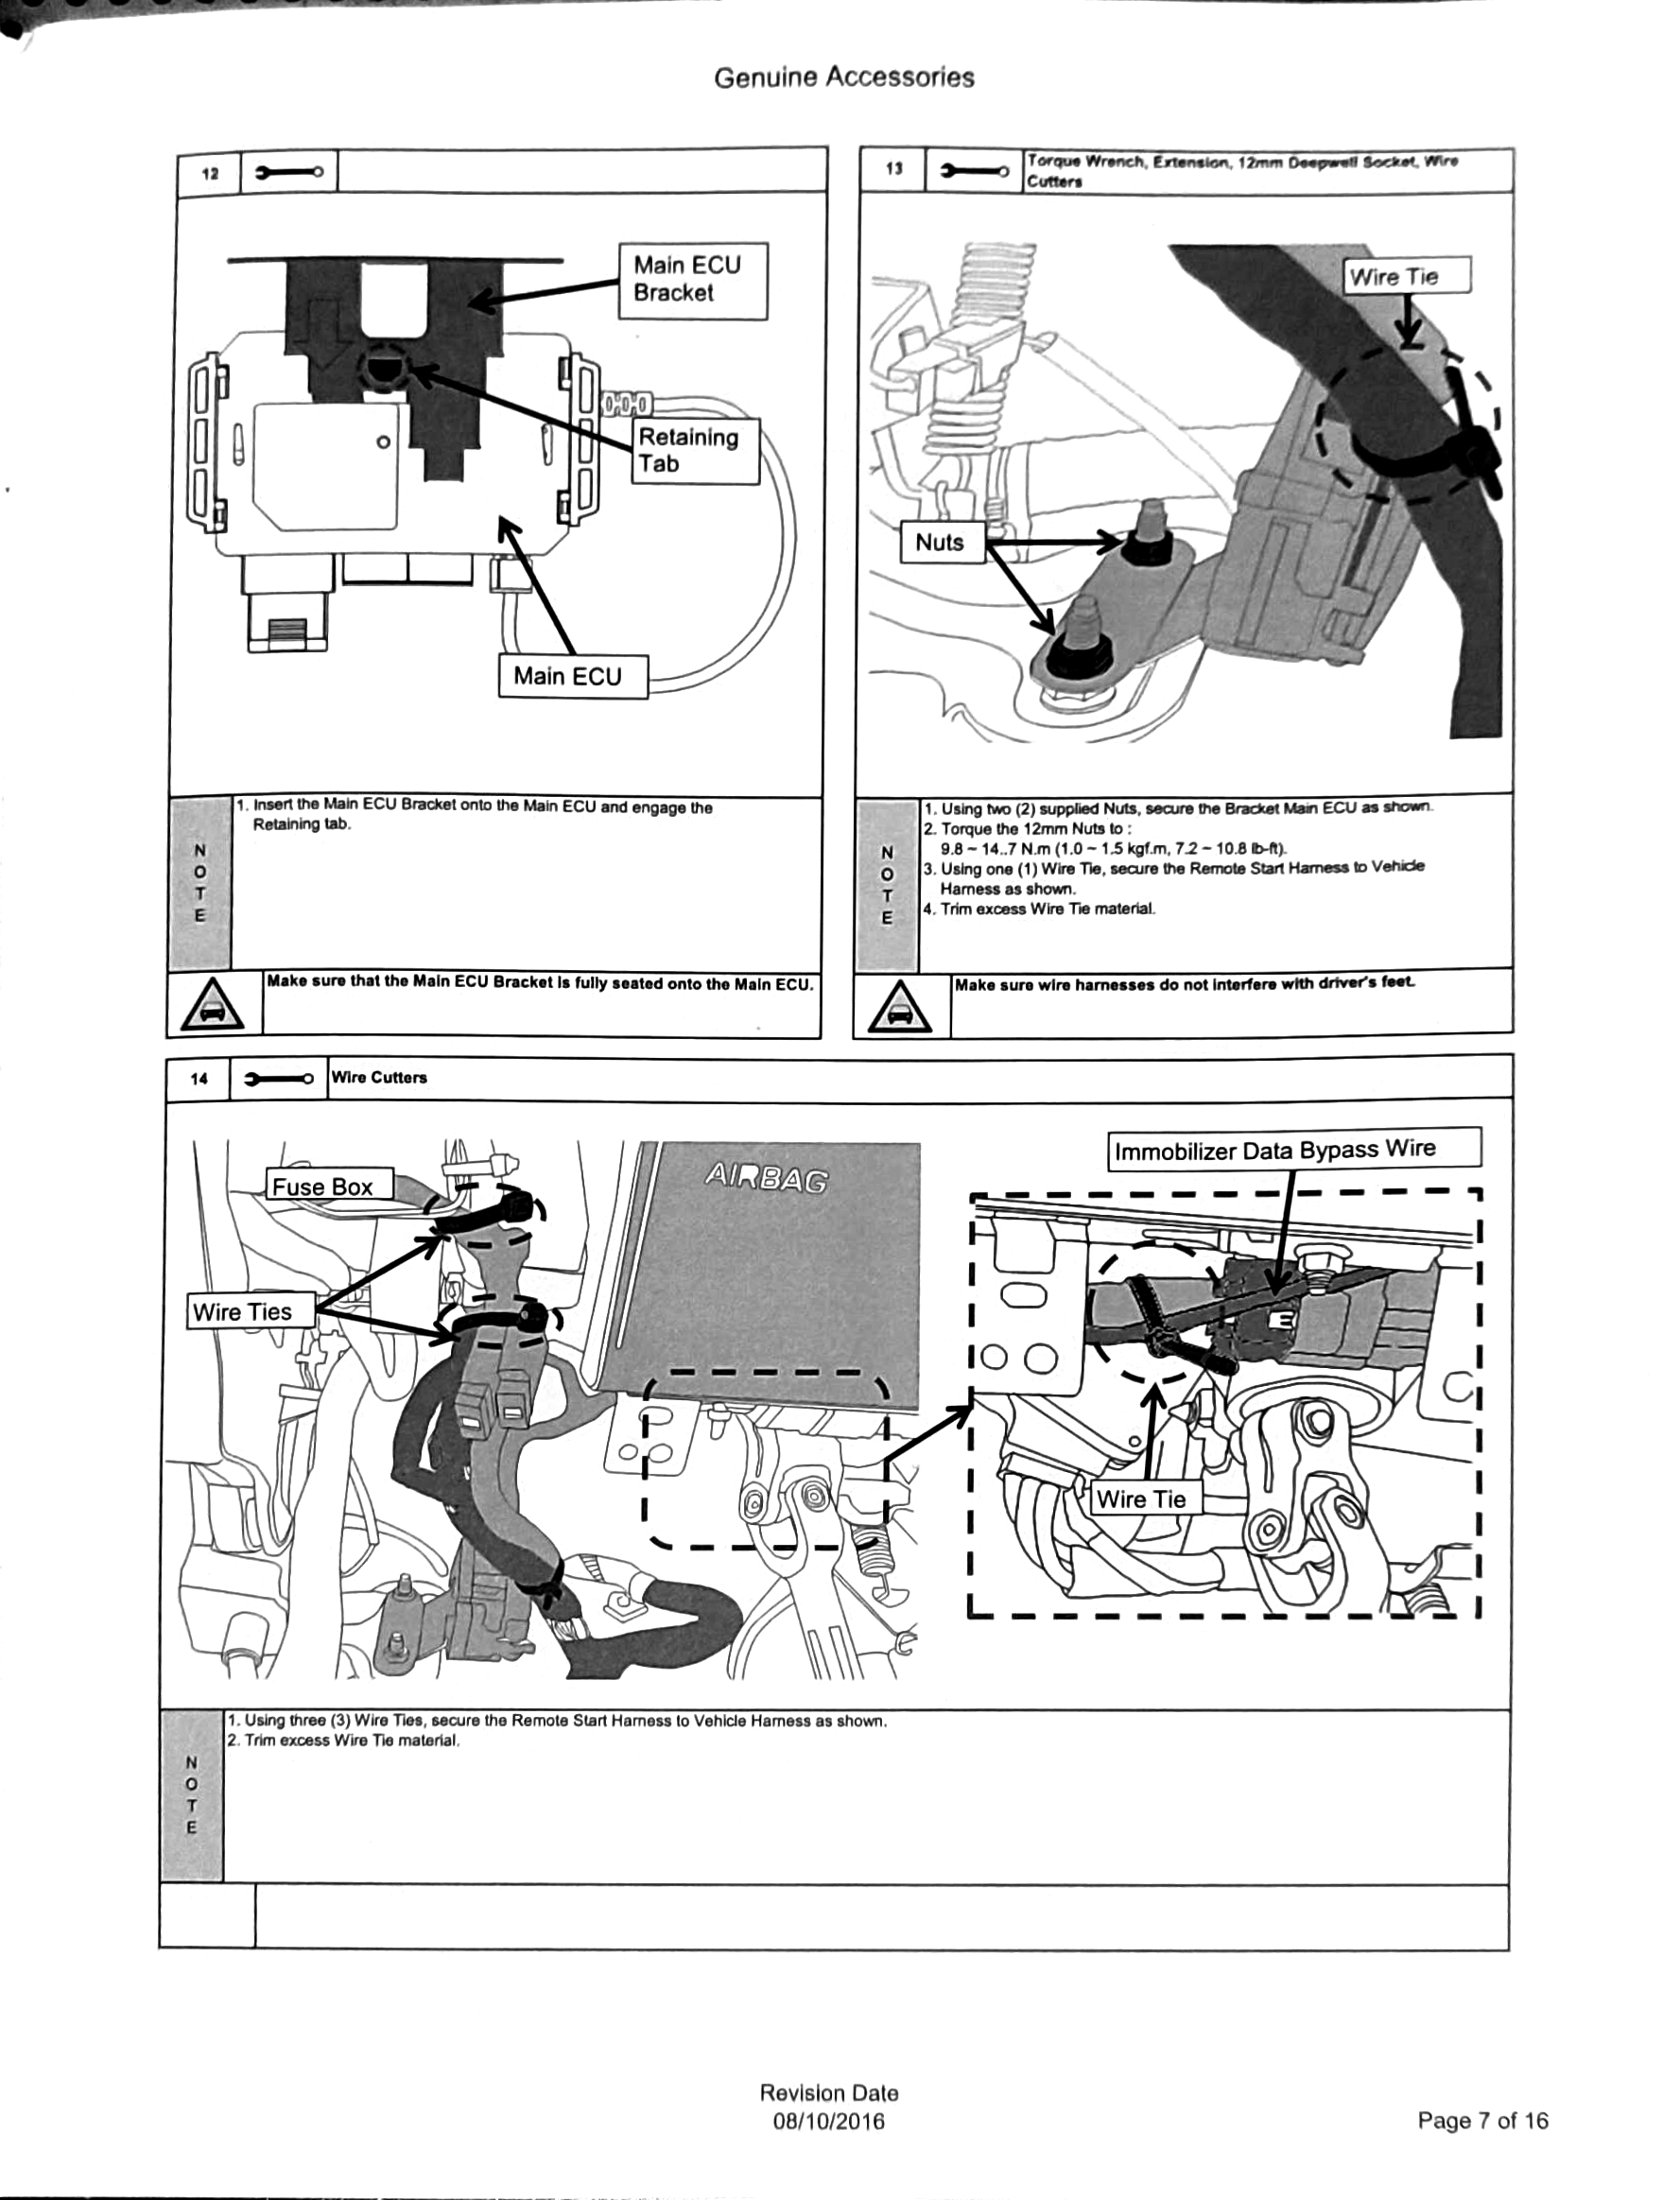 Genuine Accessories
12
Main ECU
Bracket
Retaining
Tab
Main ECU
NOTE
1. Insert the Main ECU Bracket onto the Main ECU and engage the
Retaining tab.
Make sure that the Main ECU Bracket is fully seated onto the Main ECU.
13
Torque Wrench, Extension, 12mm Deepwell Socket, Wire
Cutters
Wire Tie
Nuts
NOTE
1. Using two (2) supplied Nuts, secure the Bracket Main ECU as shown.
2. Torque the 12mm Nuts to :
9.8 ~ 14..7 N.m (1.0 ~ 1.5 kgf.m, 7.2 ~ 10.8 lb-ft).
3. Using one (1) Wire Tie, secure the Remote Start Harness to Vehicle
Harness as shown.
4. Trim excess Wire Tie material.
Make sure wire harnesses do not interfere with driver's feet.
14
Wire Cutters
Fuse Box
AIRBAG
Wire Ties
Immobilizer Data Bypass Wire
Wire Tie
NOTE
1. Using three (3) Wire Ties, secure the Remote Start Harness to Vehicle Harness as shown.
2. Trim excess Wire Tie material.
Revision Date
08/10/2016
Page 7 of 16